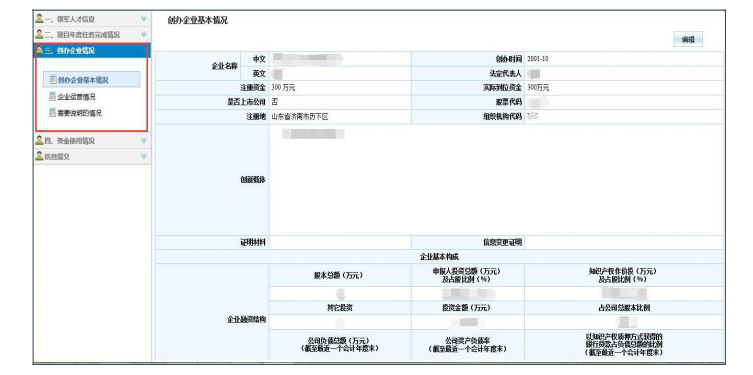 一、领军人才信息
二、项目年度任务完成情况
三、创办企业情况
创办企业基本情况
企业运营情况
需要说明的情况
四、资金使用情况
信息提交
创办企业基本情况
编辑
企业名称 中文 创办时间 2001-10
英文 法定代表人
注册资金 300 万元 实际到位资金 300万元
是否上市公司 否 股票代码
注册地 山东省济南市历下区 组织机构代码
创新载体
证明材料 信息变更证明
企业基本构成
企业融资结构
股本总额（万元） 申报人投资总额（万元）及占股比例（%） 知识产权作价股（万元）及占股比例（%）
其它投资 投资金额（万元） 占公司总股本比例
公司负债总额（万元）（截至最近一个会计年度末） 公司资产负债率（截至最近一个会计年度末） 以知识产权质押方式获得的银行贷款占负债总额的比例（截至最近一个会计年度末）